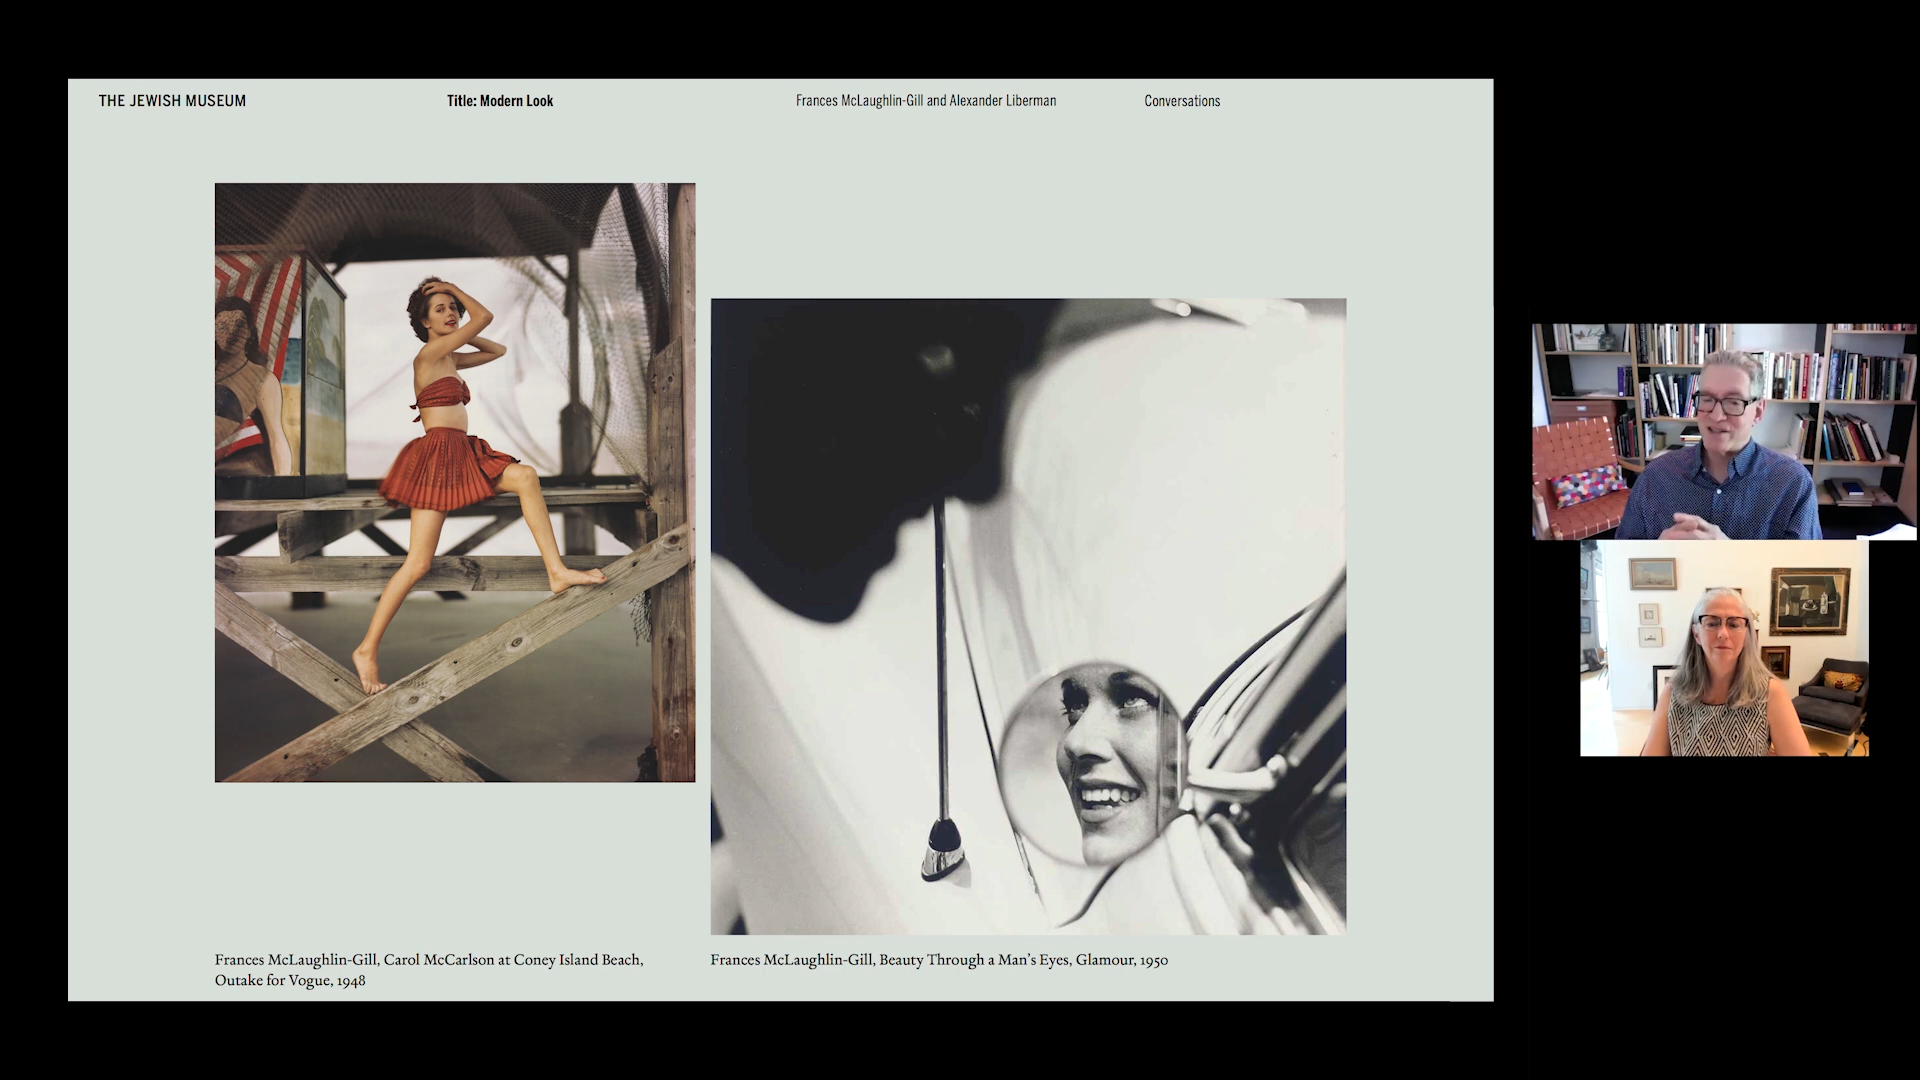 THE JEWISH MUSEUM
Title: Modern Look
Frances McLaughlin-Gill and Alexander Liberman
Conversations
Frances McLaughlin-Gill, Carol McCarlson at Coney Island Beach,
Outake for Vogue, 1948
Frances McLaughlin-Gill, Beauty Through a Man’s Eyes, Glamour, 1950